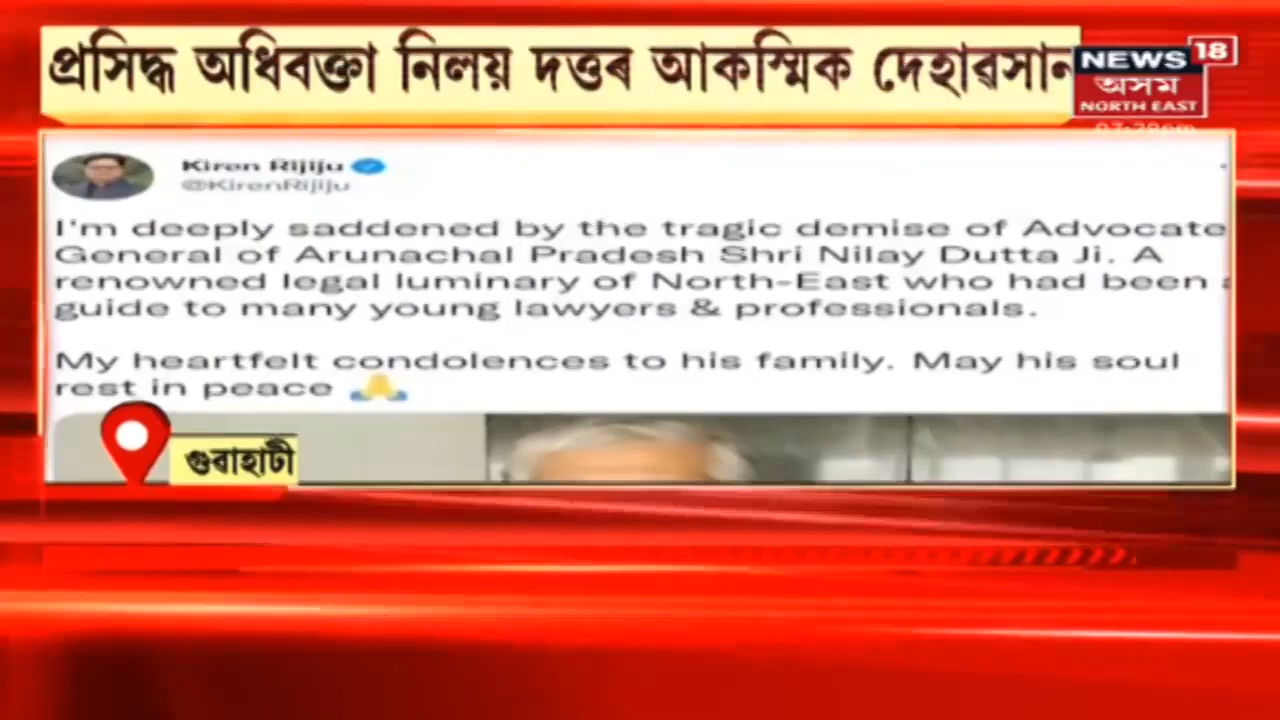 প্ৰসিদ্ধ অধিবক্তা নিলয় দত্তৰ আকস্মিক দেহাৱসান
NEWS 18
অসম
NORTH EAST
Kiren Rijiju
@KirenRijiju
I'm deeply saddened by the tragic demise of Advocate
General of Arunachal Pradesh Shri Nilay Dutta Ji. A
renowned legal luminary of North-East who had been a
guide to many young lawyers & professionals.
My heartfelt condolences to his family. May his soul
rest in peace 🙏
গুৱাহাটী